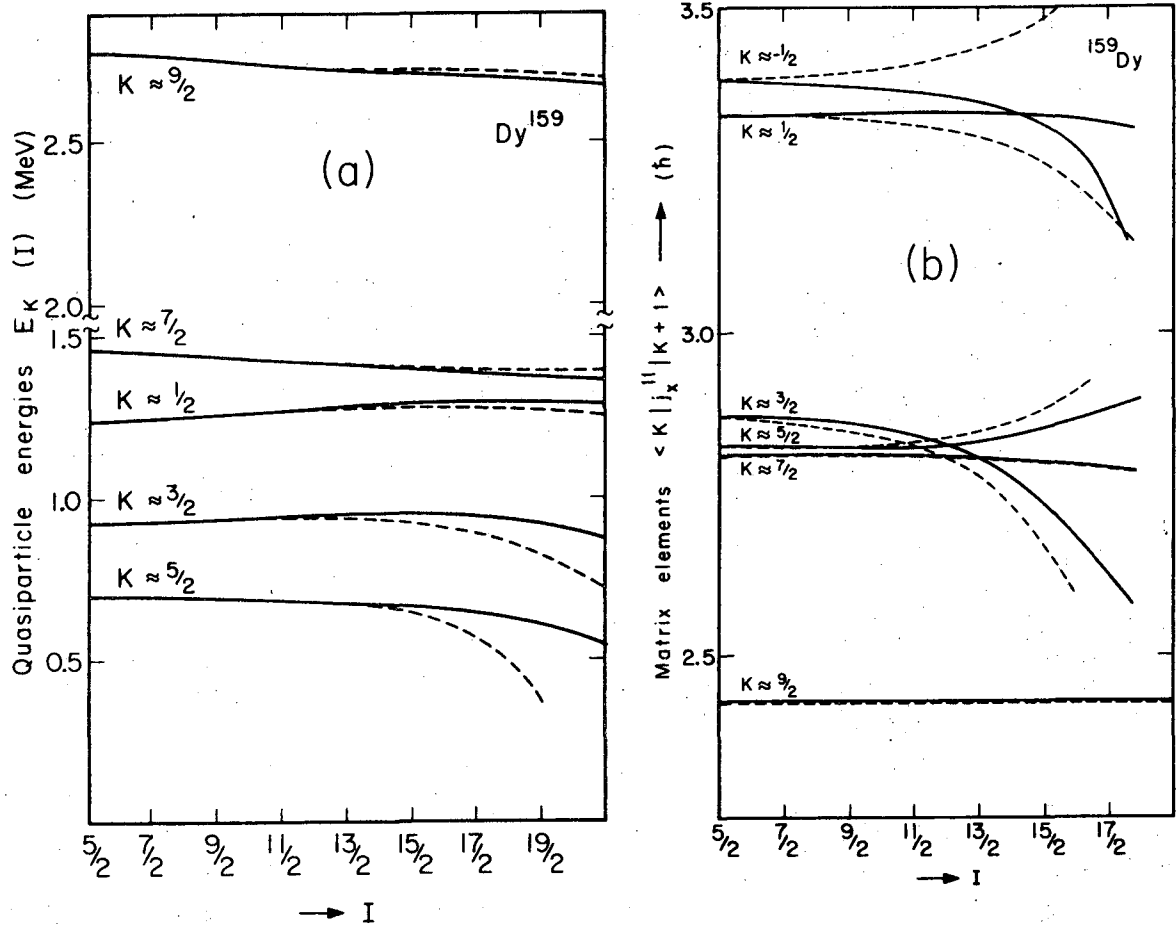 Quasiparticle energies E_K (I) (MeV)
2.5
2.0
1.5
1.0
0.5
K ≈ 9/2
Dy¹⁵⁹
(a)
K ≈ 7/2
K ≈ 1/2
K ≈ 3/2
K ≈ 5/2
5/2 7/2 9/2 11/2 13/2 15/2 17/2 19/2
→ I
Matrix elements < K | j_x¹¹ | K + 1 > → (ħ)
3.5
3.0
2.5
K ≈ -1/2
¹⁵⁹Dy
K ≈ 1/2
(b)
K ≈ 3/2
K ≈ 5/2
K ≈ 7/2
K ≈ 9/2
5/2 7/2 9/2 11/2 13/2 15/2 17/2
→ I